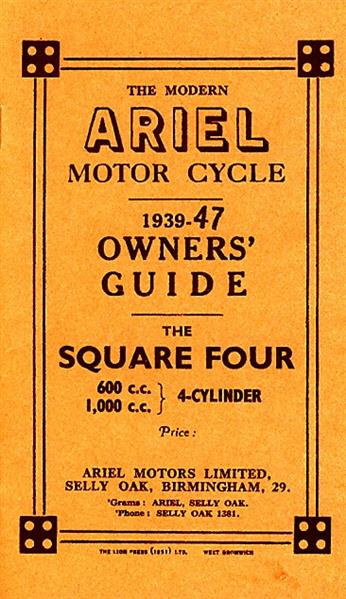 THE MODERN
ARIEL
MOTOR CYCLE
1939-47
OWNERS'
GUIDE
THE
SQUARE FOUR
600 c.c.
1,000 c.c. } 4-CYLINDER
Price :
ARIEL MOTORS LIMITED,
SELLY OAK, BIRMINGHAM, 29.
'Grams : ARIEL, SELLY OAK.
'Phone : SELLY OAK 1381.
THE LION PRESS (1931) LTD. WEST BROMWICH